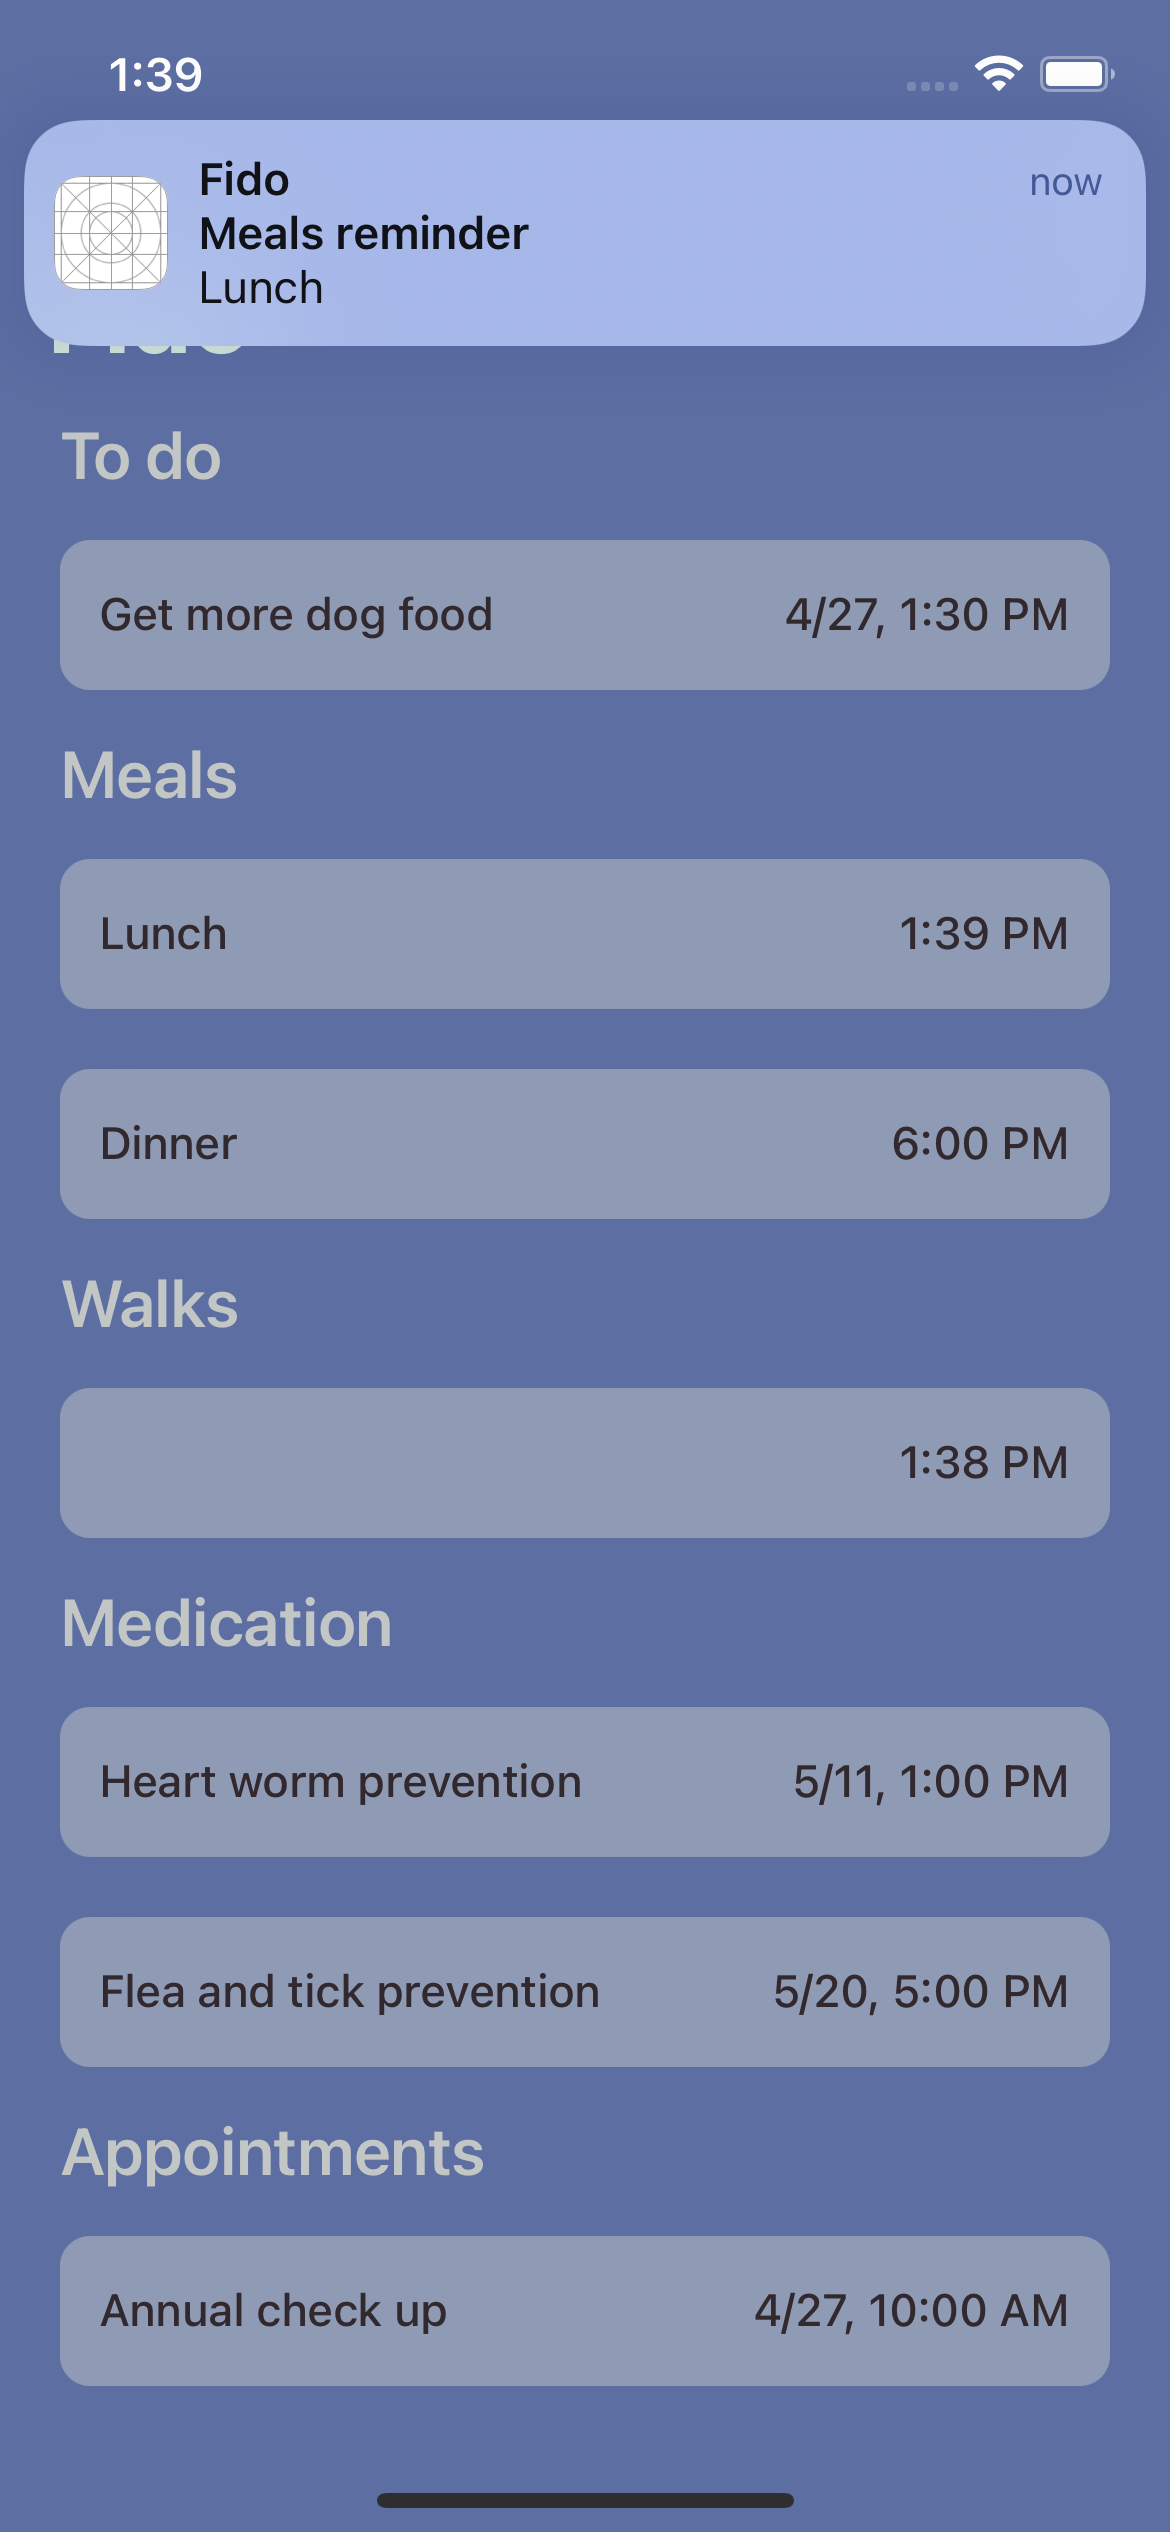 1:39
Fido
now
Meals reminder
Lunch
To do
Get more dog food 4/27, 1:30 PM
Meals
Lunch 1:39 PM
Dinner 6:00 PM
Walks
1:38 PM
Medication
Heart worm prevention 5/11, 1:00 PM
Flea and tick prevention 5/20, 5:00 PM
Appointments
Annual check up 4/27, 10:00 AM